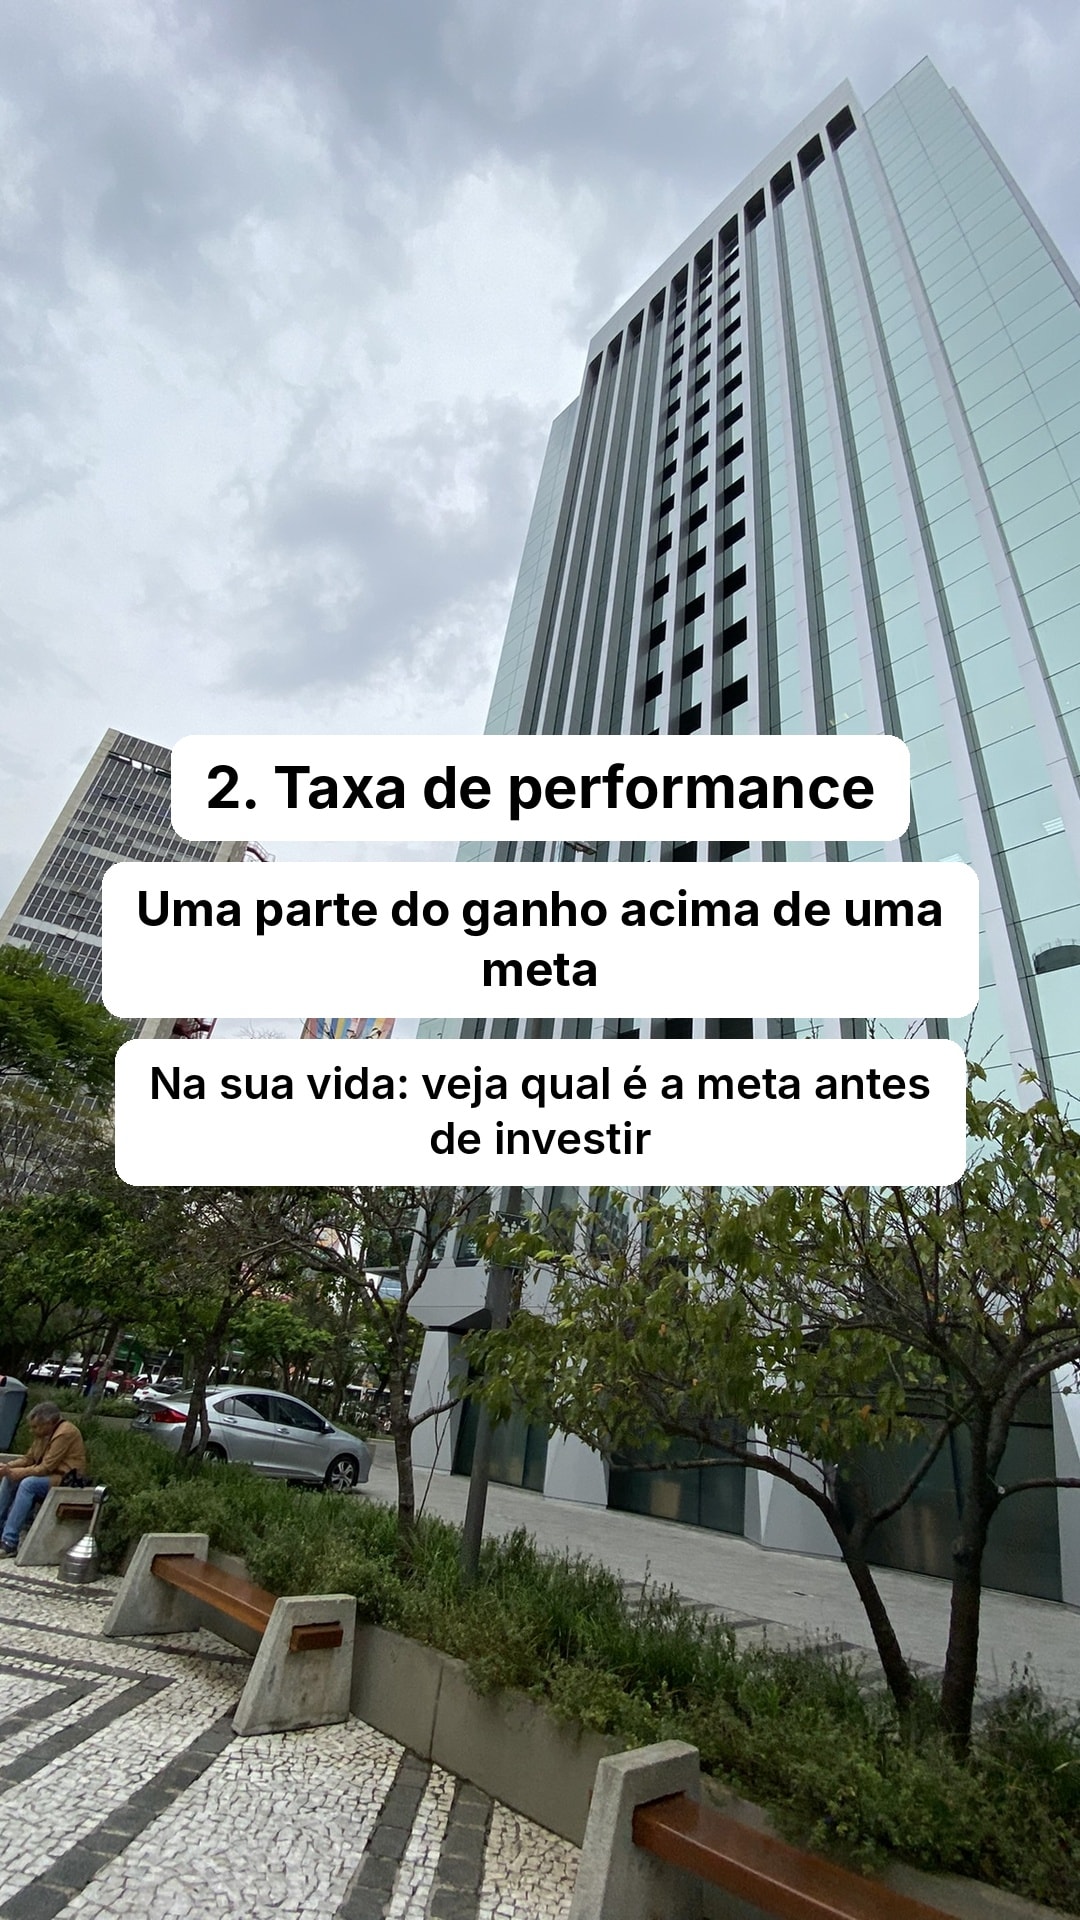 2. Taxa de performance
Uma parte do ganho acima de uma
meta
Na sua vida: veja qual é a meta antes
de investir